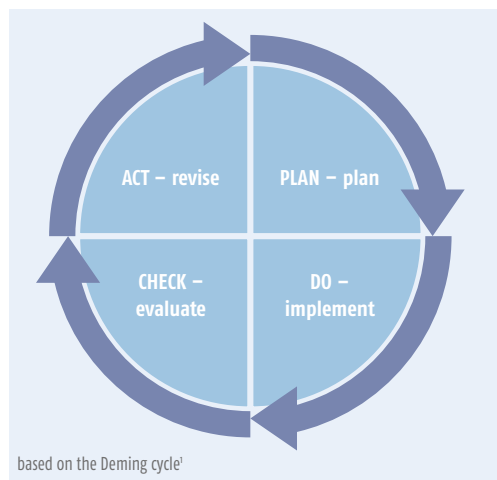 ACT – revise
PLAN – plan
CHECK –
evaluate
DO –
implement
based on the Deming cycle¹